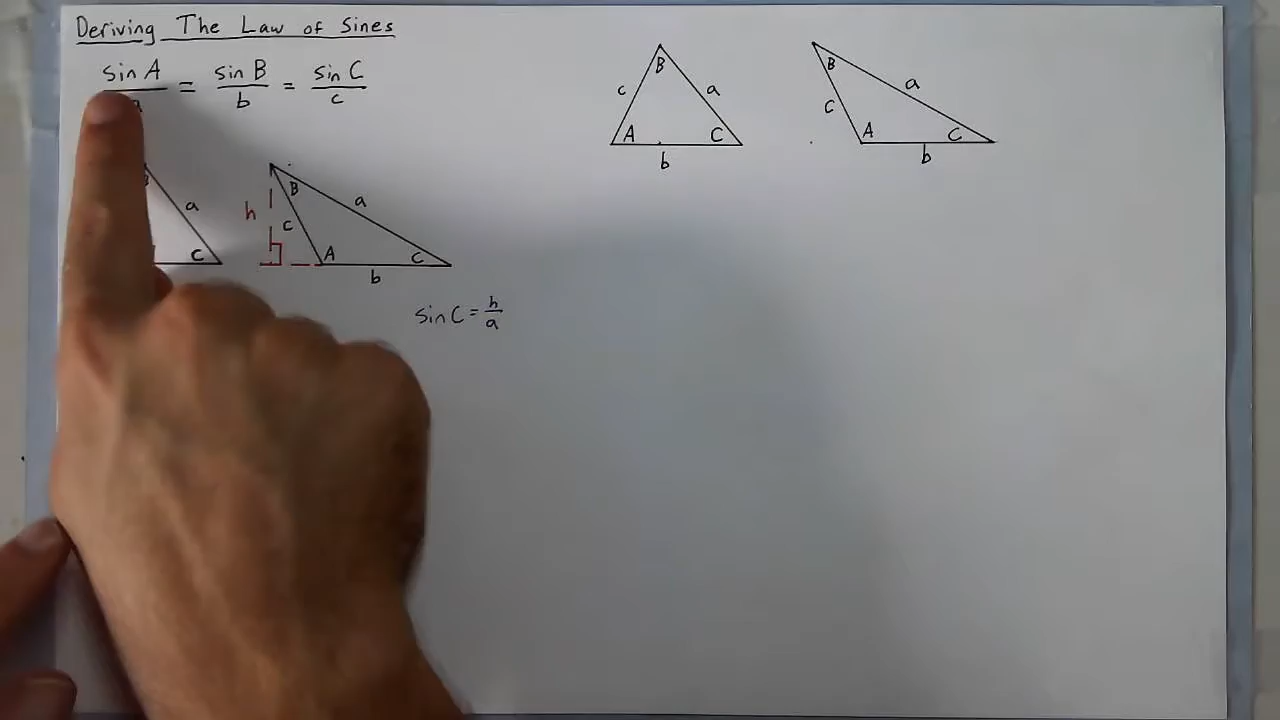 Deriving The Law of Sines
sin A = sin B = sin C
a b c
B
c a
A C
b
B
a
c
A C
b
B
a
C
B
a
h
c
A C
b
sin C = h
a